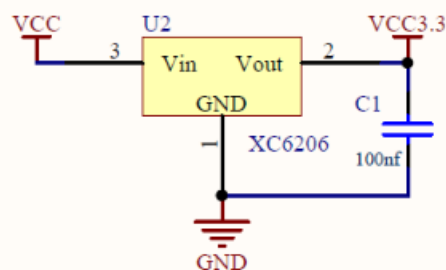 VCC
U2
VCC3.3
3
Vin
Vout
2
GND
C1
1
XC6206
100nf
GND